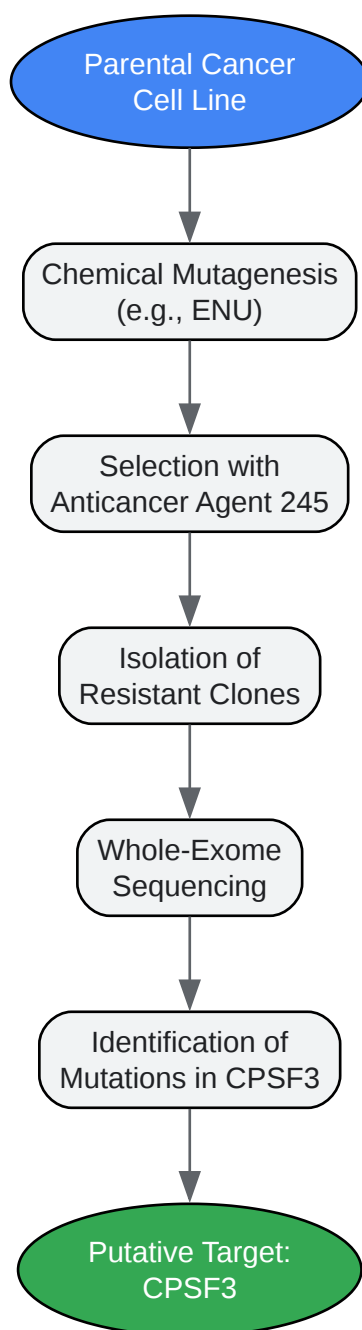 Parental Cancer
Cell Line
Chemical Mutagenesis
(e.g., ENU)
Selection with
Anticancer Agent 245
Isolation of
Resistant Clones
Whole-Exome
Sequencing
Identification of
Mutations in CPSF3
Putative Target:
CPSF3